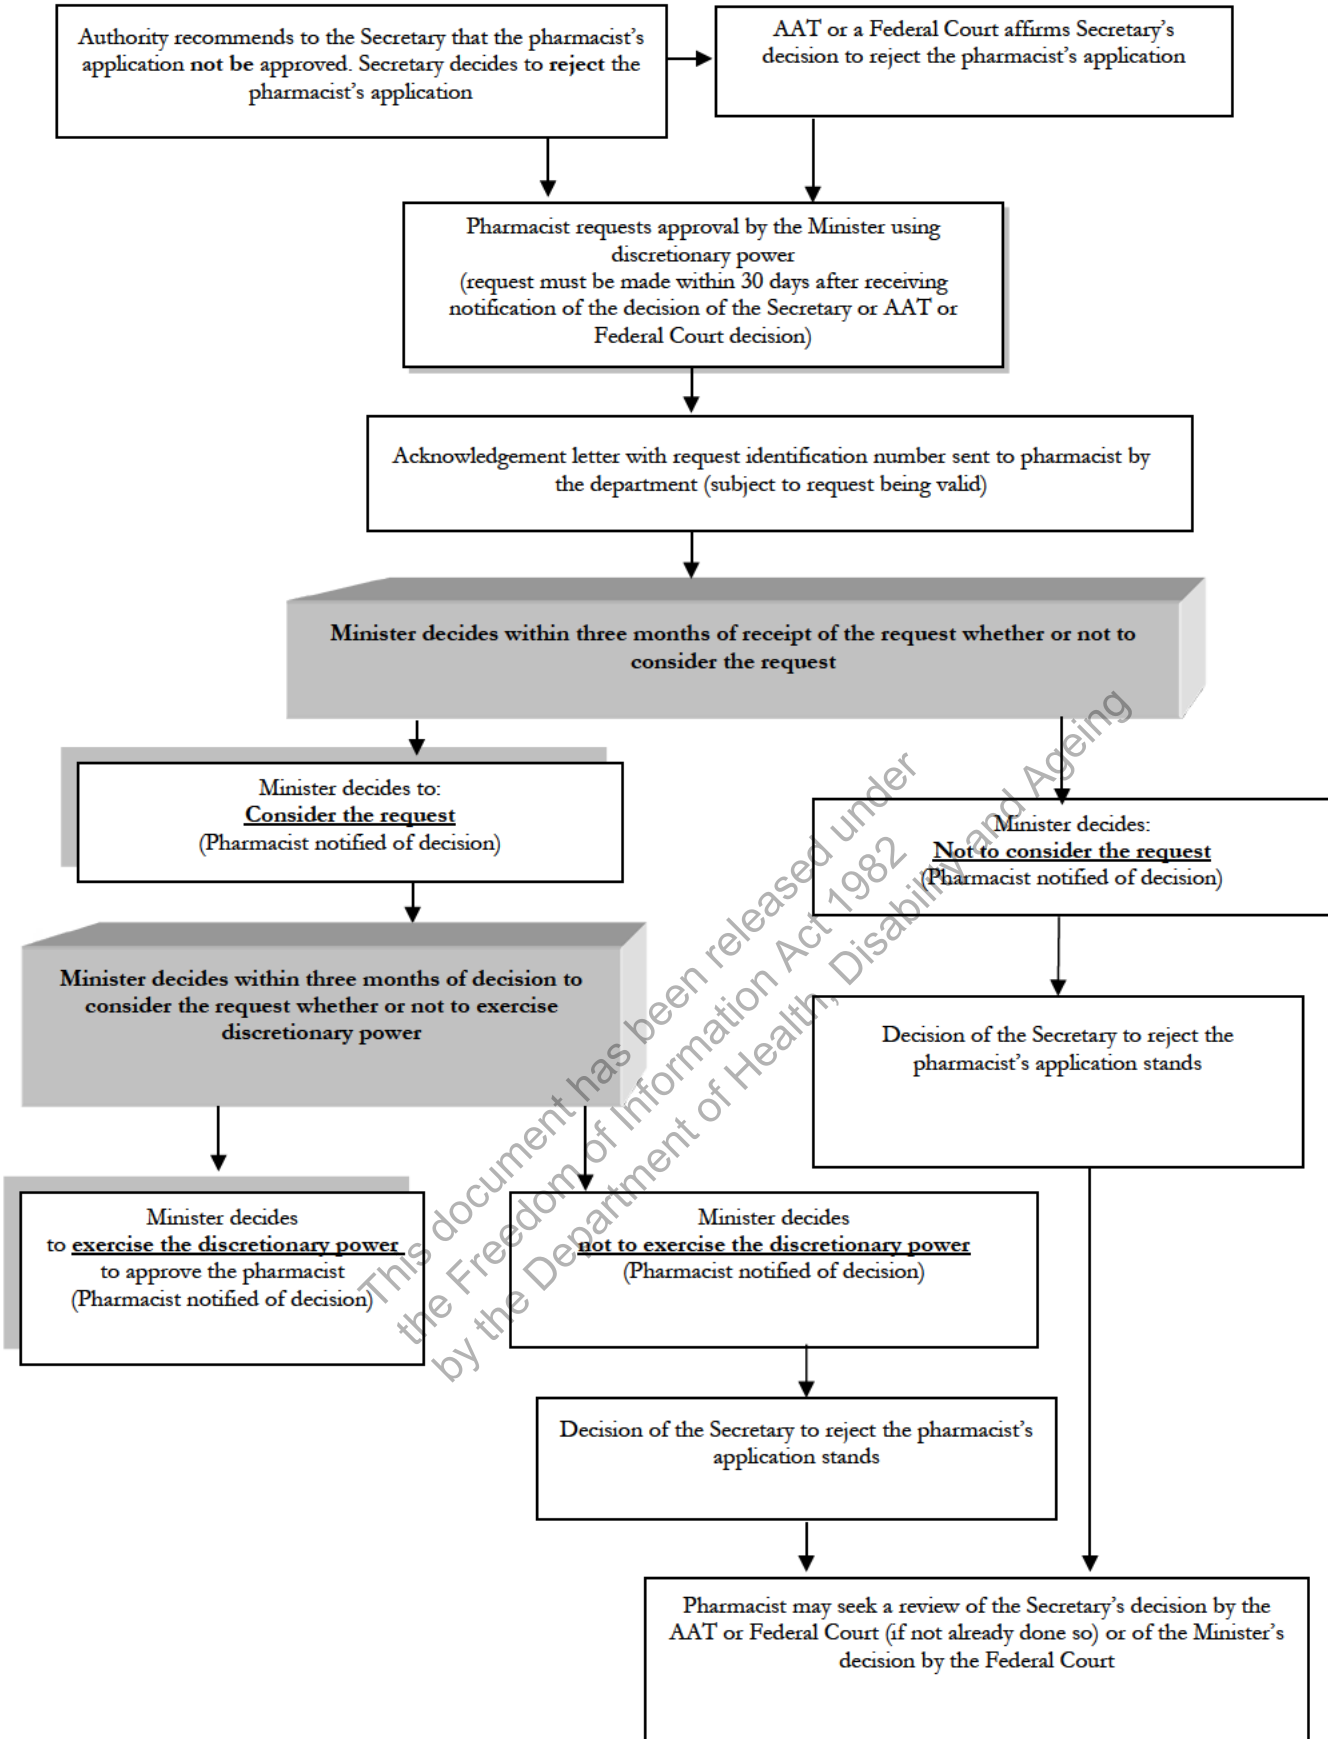 Authority recommends to the Secretary that the pharmacist's
application not be approved. Secretary decides to reject the
pharmacist's application
AAT or a Federal Court affirms Secretary's
decision to reject the pharmacist's application
Pharmacist requests approval by the Minister using
discretionary power
(request must be made within 30 days after receiving
notification of the decision of the Secretary or AAT or
Federal Court decision)
Acknowledgement letter with request identification number sent to pharmacist by
the department (subject to request being valid)
Minister decides within three months of receipt of the request whether or not to
consider the request
Minister decides to:
Consider the request
(Pharmacist notified of decision)
Minister decides:
Not to consider the request
(Pharmacist notified of decision)
Minister decides within three months of decision to
consider the request whether or not to exercise
discretionary power
Decision of the Secretary to reject the
pharmacist's application stands
Minister decides
to exercise the discretionary power
to approve the pharmacist
(Pharmacist notified of decision)
Minister decides
not to exercise the discretionary power
(Pharmacist notified of decision)
Decision of the Secretary to reject the pharmacist's
application stands
Pharmacist may seek a review of the Secretary's decision by the
AAT or Federal Court (if not already done so) or of the Minister's
decision by the Federal Court
This document has been released under
the Freedom of Information Act 1982
by the Department of Health, Disability and Ageing